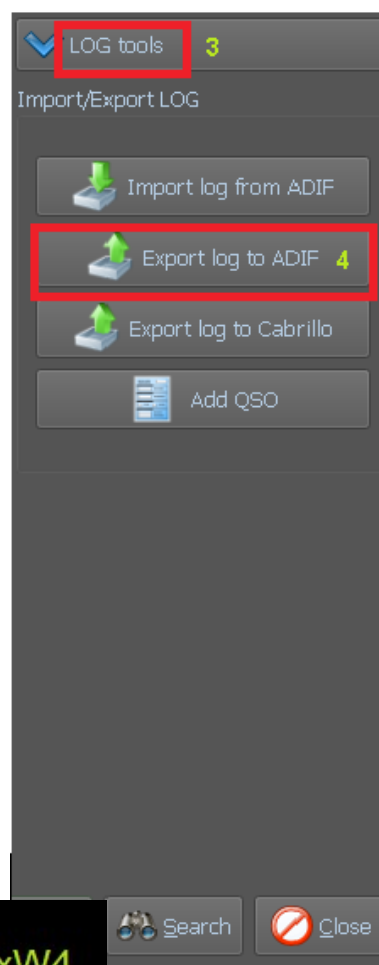 LOG tools 3
Import/Export LOG
Import log from ADIF
Export log to ADIF 4
Export log to Cabrillo
Add QSO
Search Close
xW4